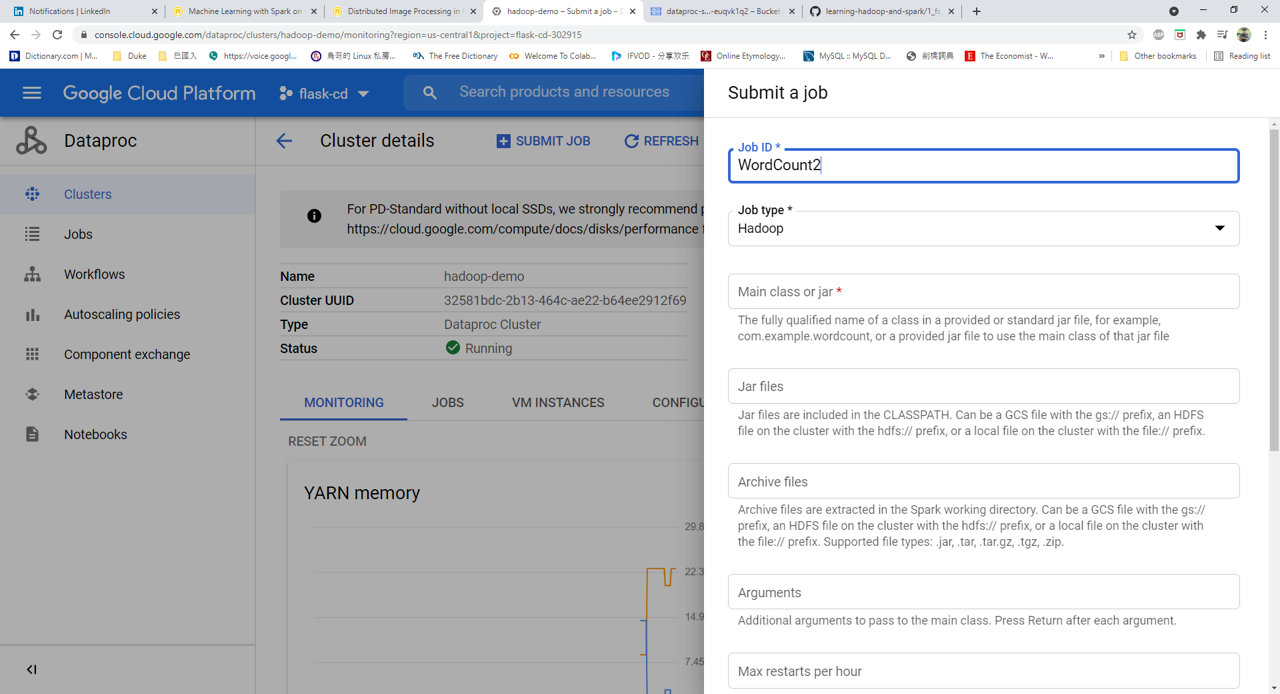 Notifications | LinkedIn
Machine Learning with Spark on
Distributed Image Processing in
hadoop-demo – Submit a job – D
dataproc-s...-euqvk1q2 – Bucket
learning-hadoop-and-spark/1_f
console.cloud.google.com/dataproc/clusters/hadoop-demo/monitoring?region=us-central1&project=flask-cd-302915
Dictionary.com | M...
Duke
巴國入
https://voice.googl...
鳥哥的 Linux 私房...
The Free Dictionary
Welcome To Colab...
IFVOD - 分享欢乐
Online Etymology...
MySQL :: MySQL D...
劍橋詞典
The Economist - W...
»
Other bookmarks
Reading list
Google Cloud Platform
flask-cd
Search products and resources
Dataproc
Clusters
Jobs
Workflows
Autoscaling policies
Component exchange
Metastore
Notebooks
Cluster details
SUBMIT JOB
REFRESH
For PD-Standard without local SSDs, we strongly recommend
https://cloud.google.com/compute/docs/disks/performance
Name hadoop-demo
Cluster UUID 32581bdc-2b13-464c-ae22-b64ee2912f69
Type Dataproc Cluster
Status Running
MONITORING
JOBS
VM INSTANCES
CONFIGU
RESET ZOOM
YARN memory
29.8
22.3
14.9
7.45
Submit a job
Job ID *
WordCount2
Job type *
Hadoop
Main class or jar *
The fully qualified name of a class in a provided or standard jar file, for example,
com.example.wordcount, or a provided jar file to use the main class of that jar file
Jar files
Jar files are included in the CLASSPATH. Can be a GCS file with the gs:// prefix, an HDFS
file on the cluster with the hdfs:// prefix, or a local file on the cluster with the file:// prefix.
Archive files
Archive files are extracted in the Spark working directory. Can be a GCS file with the gs://
prefix, an HDFS file on the cluster with the hdfs:// prefix, or a local file on the cluster with
the file:// prefix. Supported file types: .jar, .tar, .tar.gz, .tgz, .zip.
Arguments
Additional arguments to pass to the main class. Press Return after each argument.
Max restarts per hour